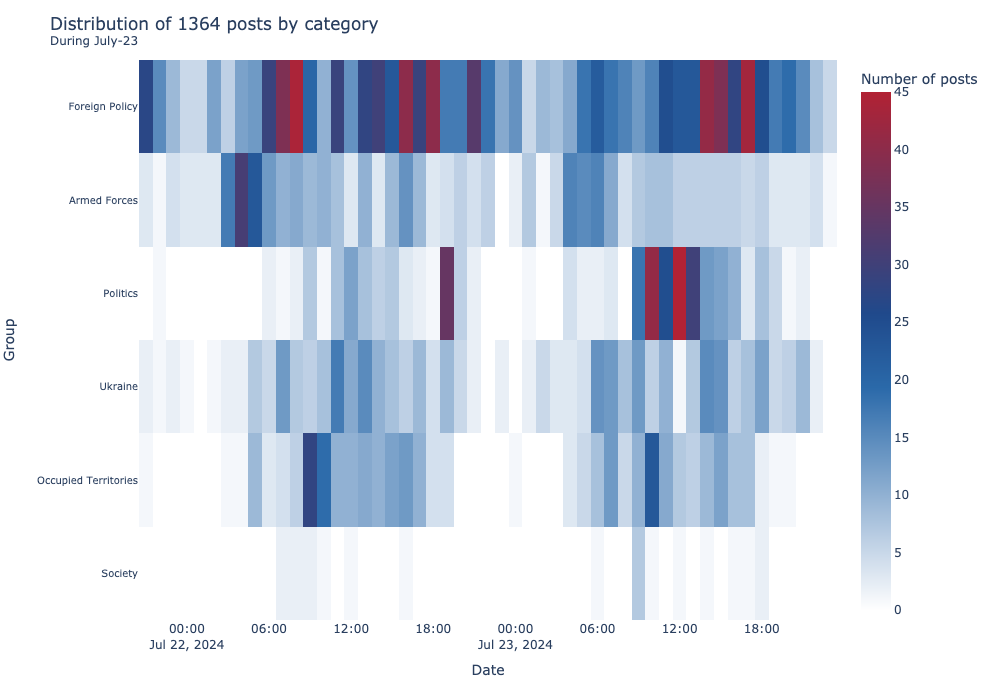 Distribution of 1364 posts by category
During July-23
Number of posts
Foreign Policy
Armed Forces
Politics
Ukraine
Occupied Territories
Society
Group
45
40
35
30
25
20
15
10
5
0
00:00
Jul 22, 2024
06:00
12:00
18:00
00:00
Jul 23, 2024
06:00
12:00
18:00
Date